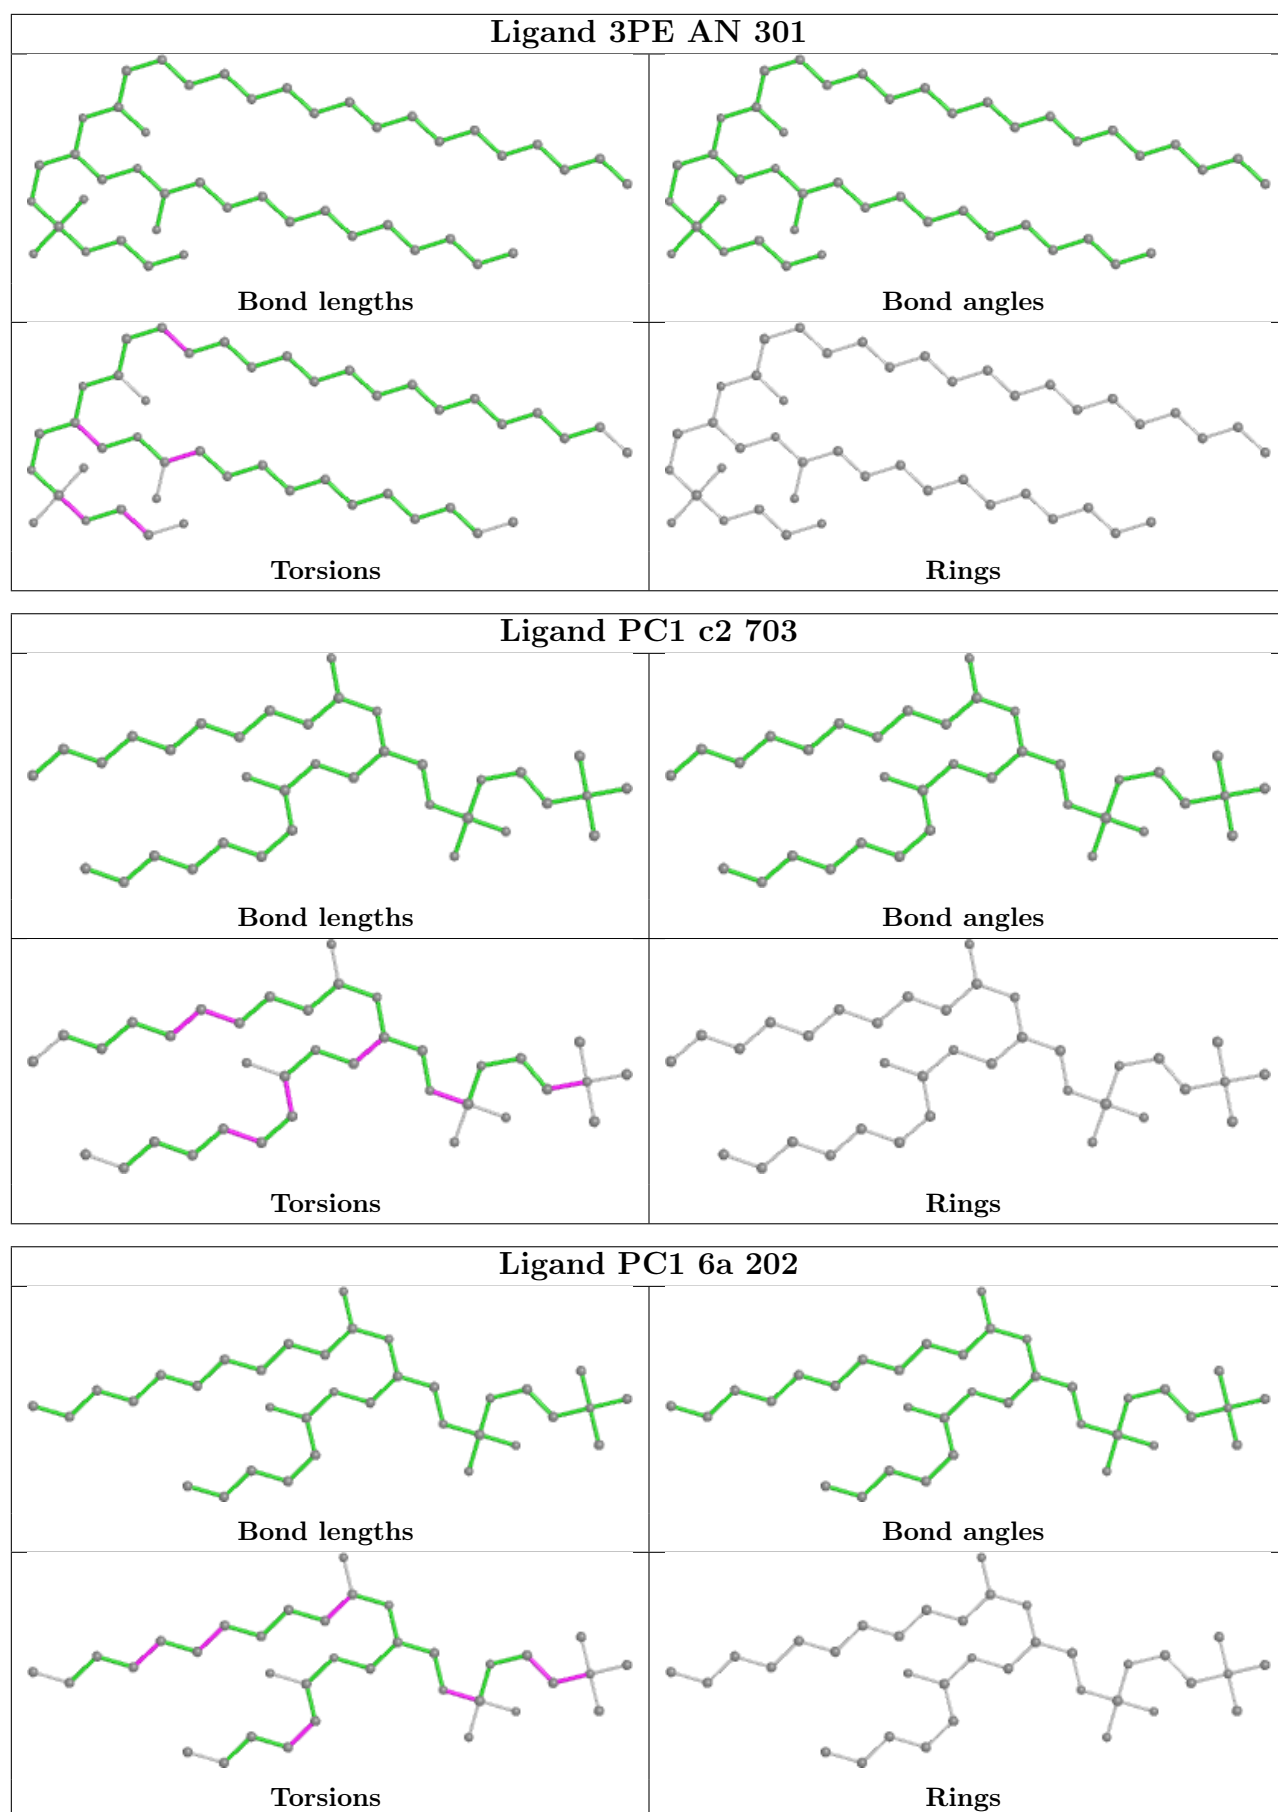 Ligand 3PE AN 301
Bond lengths
Bond angles
Torsions
Rings
Ligand PC1 c2 703
Bond lengths
Bond angles
Torsions
Rings
Ligand PC1 6a 202
Bond lengths
Bond angles
Torsions
Rings